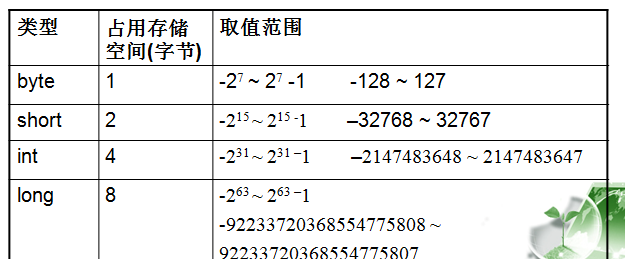 类型 占用存储 取值范围
空间(字节)
byte 1 -2⁷ ~ 2⁷ -1 -128 ~ 127
short 2 -2¹⁵~ 2¹⁵ -1 –32768 ~ 32767
int 4 -2³¹~ 2³¹ –1 –2147483648 ~ 2147483647
long 8 -2⁶³~ 2⁶³ –1
-92233720368554775808 ~
92233720368554775807